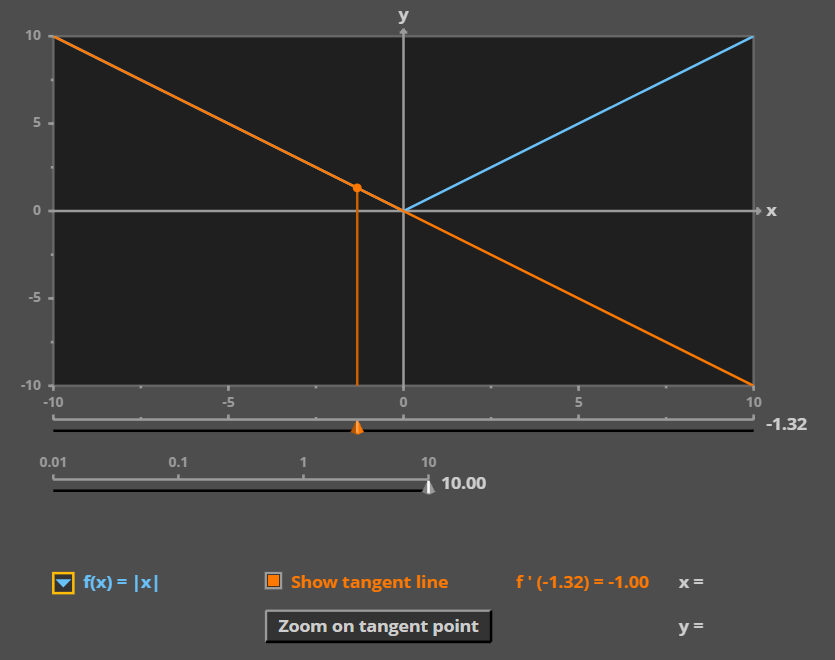 y
10
5
0
-5
-10
x
-10 -5 0 5 10
-1.32
0.01 0.1 1 10
10.00
f(x) = |x| Show tangent line f ' (-1.32) = -1.00 x =
Zoom on tangent point y =